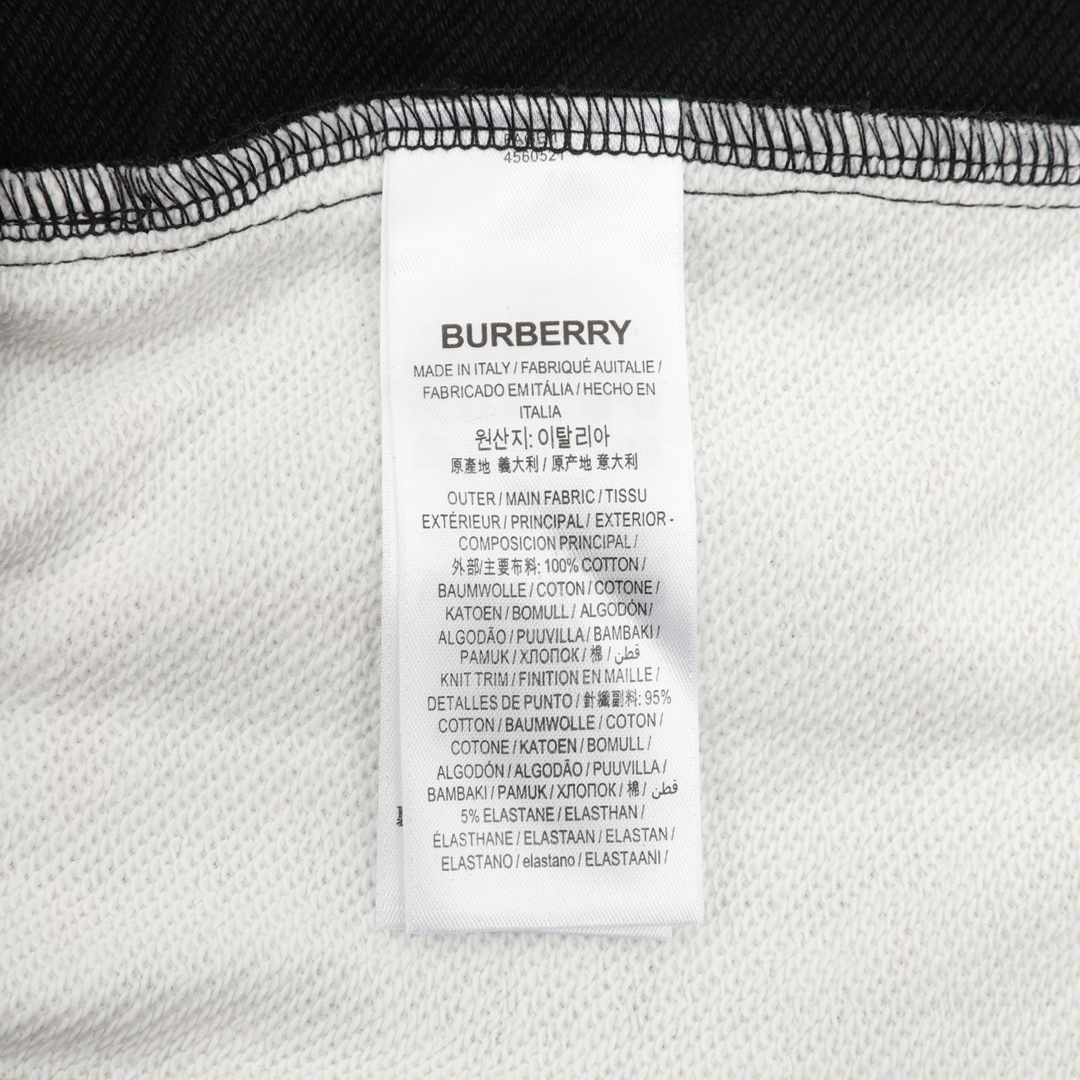 4560521
BURBERRY
MADE IN ITALY / FABRIQUÉ AUITALIE /
FABRICADO EM ITÁLIA / HECHO EN
ITALIA
원산지: 이탈리아
原產地 義大利 / 原产地 意大利
OUTER / MAIN FABRIC / TISSU
EXTÉRIEUR / PRINCIPAL / EXTERIOR -
COMPOSICION PRINCIPAL /
外部/主要布料: 100% COTTON /
BAUMWOLLE / COTON / COTONE /
KATOEN / BOMULL / ALGODÓN /
ALGODÃO / PUUVILLA / BAMBAKI /
PAMUK / ХЛОПОК / 棉 / قطن
KNIT TRIM / FINITION EN MAILLE /
DETALLES DE PUNTO / 針織副料: 95%
COTTON / BAUMWOLLE / COTON /
COTONE / KATOEN / BOMULL /
ALGODÓN / ALGODÃO / PUUVILLA /
BAMBAKI / PAMUK / ХЛОПОК / 棉 / قطن
5% ELASTANE / ELASTHAN /
ÉLASTHANE / ELASTAAN / ELASTAN /
ELASTANO / elastano / ELASTAANI /